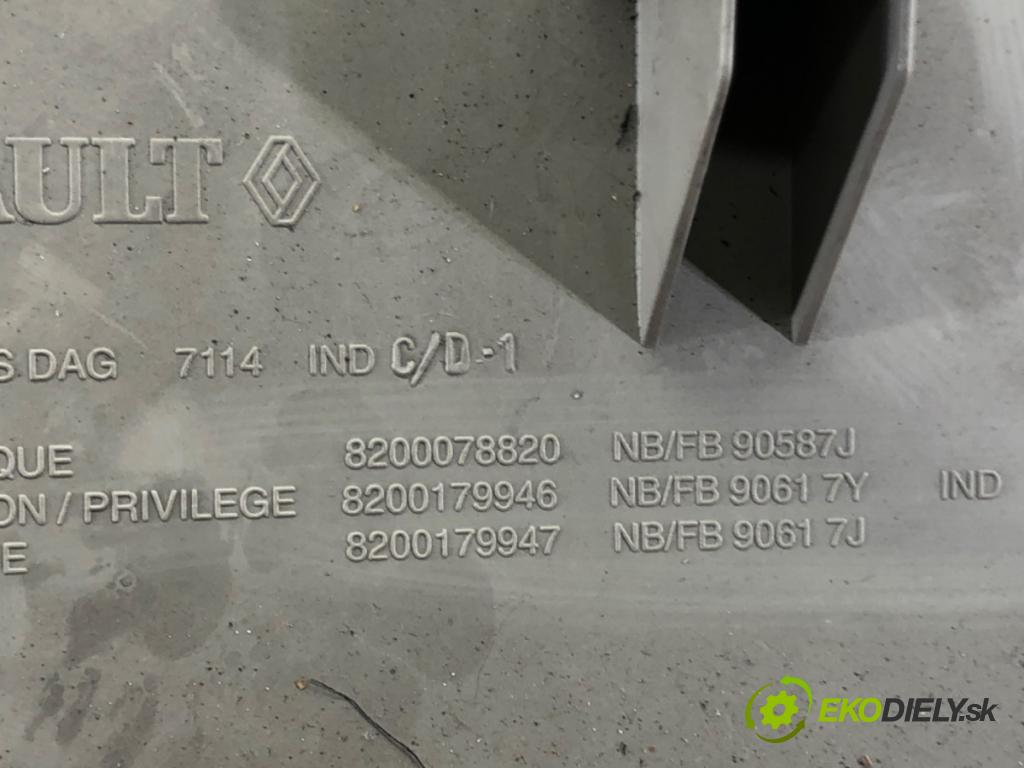 AULT
S DAG 7114 IND C/D-1
QUE 8200078820 NB/FB 90587J
ON / PRIVILEGE 8200179946 NB/FB 9061 7Y IND
E 8200179947 NB/FB 9061 7J
EKODIELY.sk